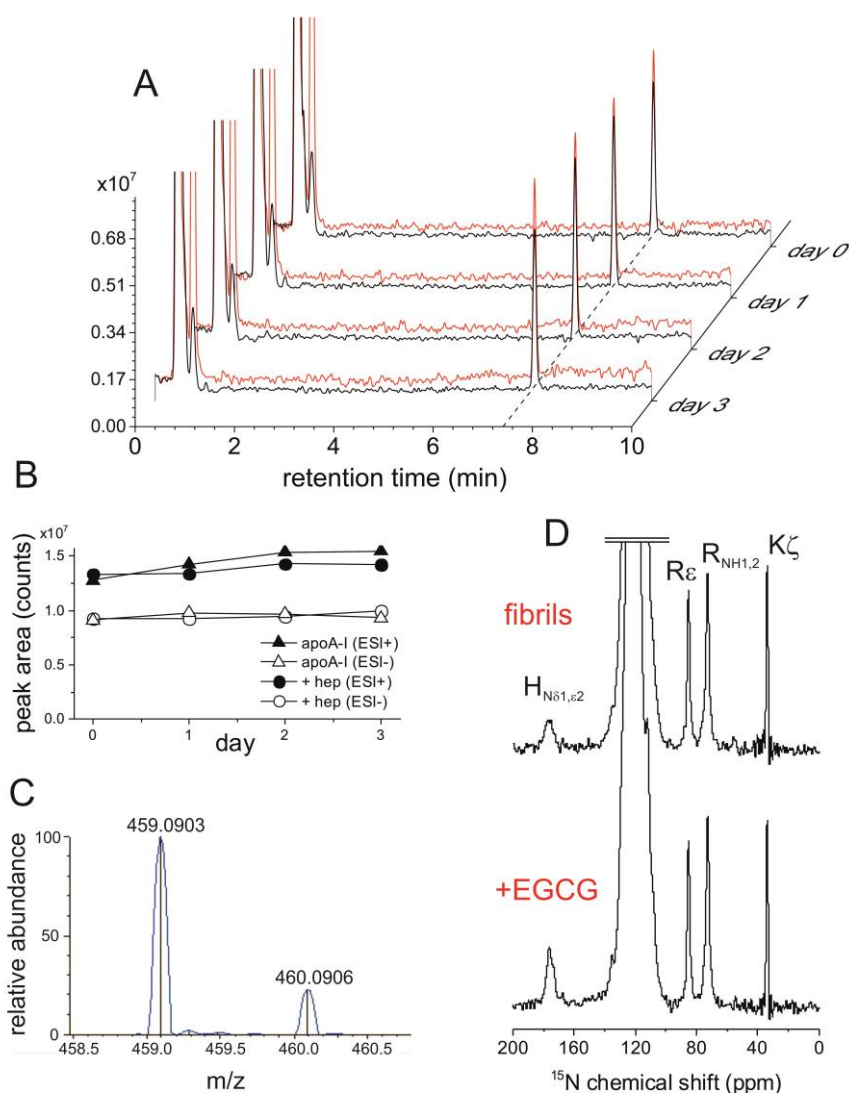 A
x10⁷
0.68
0.51
0.34
0.17
0.00
day 0
day 1
day 2
day 3
0 2 4 6 8 10
retention time (min)
B
x10⁷
1.5
1.0
0.5
0.0
peak area (counts)
apoA-I (ESI+)
apoA-I (ESI-)
+ hep (ESI+)
+ hep (ESI-)
0 1 2 3
day
C
459.0903
460.0906
100
50
0
relative abundance
458.5 459.0 459.5 460.0 460.5
m/z
D
Kζ
Rε R_NH1,2
fibrils
H_Nδ1,ε2
+EGCG
200 160 120 80 40 0
¹⁵N chemical shift (ppm)